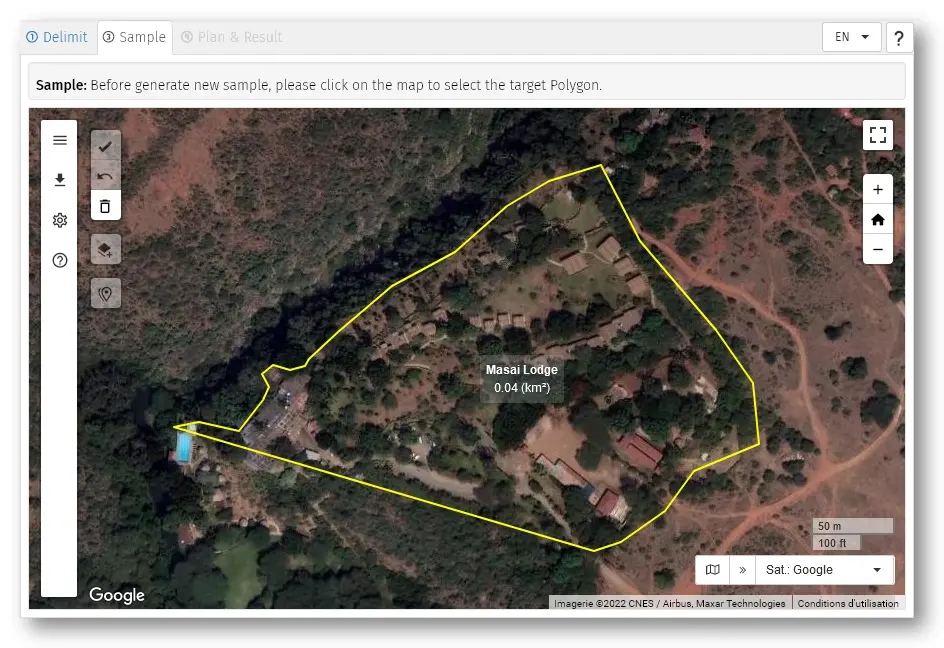 ① Delimit ③ Sample ④ Plan & Result EN ?
Sample: Before generate new sample, please click on the map to select the target Polygon.
+
−
Masai Lodge
0.04 (km²)
50 m
100 ft
» Sat.: Google
Google
Imagerie ©2022 CNES / Airbus, Maxar Technologies Conditions d'utilisation